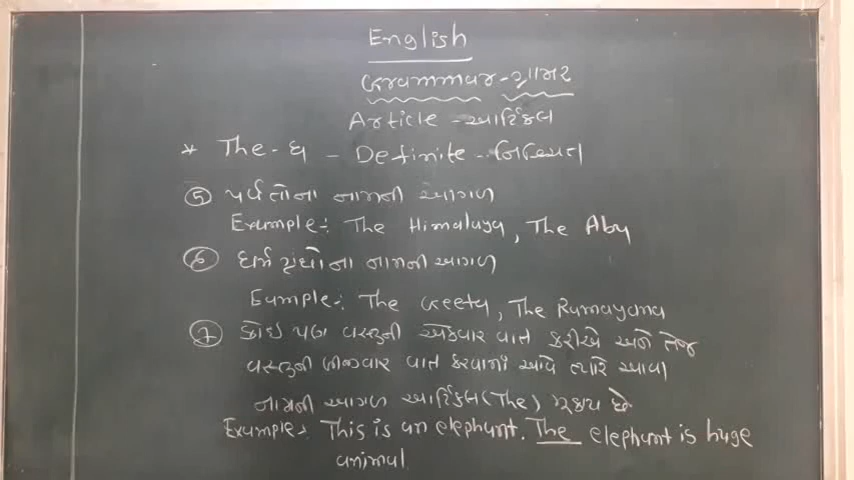 English
Grammar - ગ્રામર
Article - આર્ટિકલ
* The - ધ - Definite - નિશ્ચિત
⑤ પર્વતોના નામની આગળ
Example:- The Himalaya, The Abu
⑥ ધર્મ ગ્રંથોના નામની આગળ
Example:- The Geeta, The Ramayana
⑦ કોઇ પણ વસ્તુની એકવાર વાત કરીએ અને તેજ
વસ્તુની બીજીવાર વાત કરવામાં આવે ત્યારે આવા
નામની આગળ આર્ટિકલ (The) મૂકાય છે.
Example:- This is an elephant. The elephant is huge
animal.